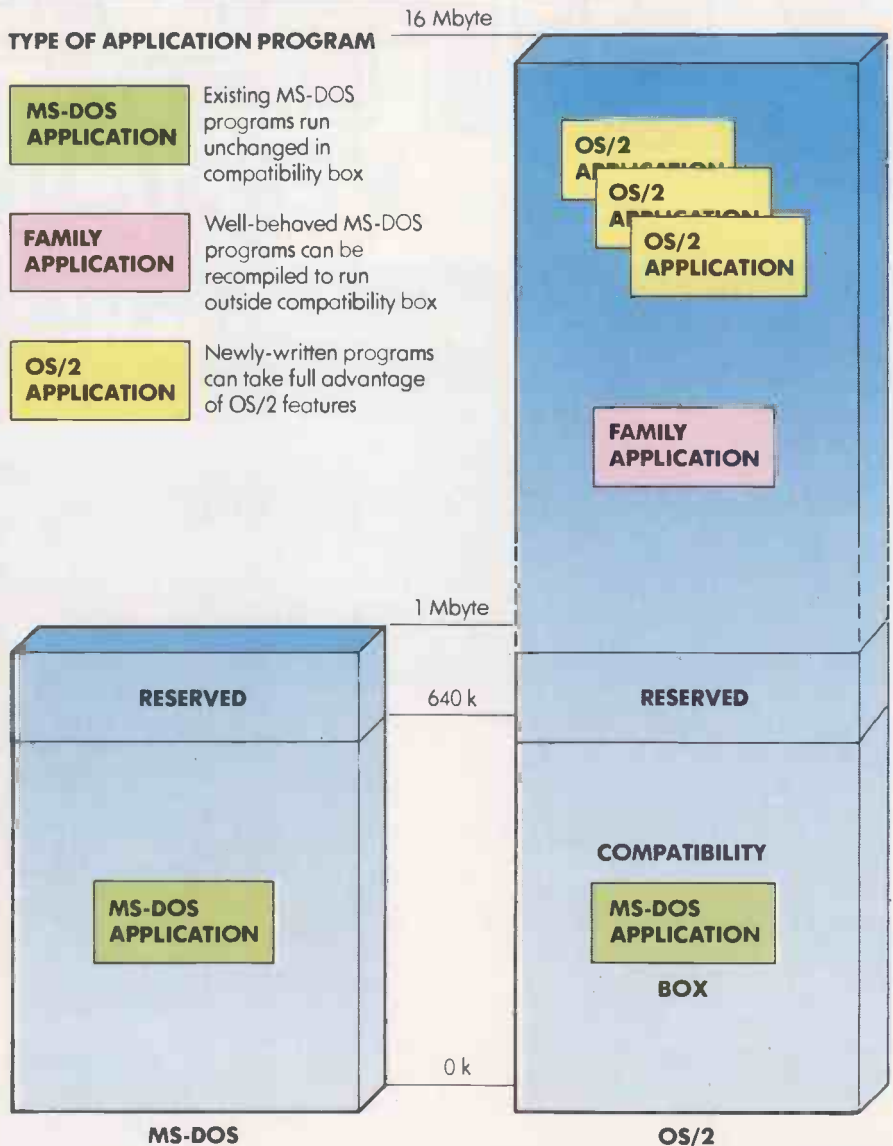 16 Mbyte
TYPE OF APPLICATION PROGRAM
MS-DOS
APPLICATION
Existing MS-DOS
programs run
unchanged in
compatibility box
FAMILY
APPLICATION
Well-behaved MS-DOS
programs can be
recompiled to run
outside compatibility box
OS/2
APPLICATION
Newly-written programs
can take full advantage
of OS/2 features
OS/2
APPLICATION
OS/2
APPLICATION
OS/2
APPLICATION
FAMILY
APPLICATION
1 Mbyte
RESERVED
640 k
RESERVED
MS-DOS
APPLICATION
COMPATIBILITY
MS-DOS
APPLICATION
BOX
0 k
MS-DOS
OS/2